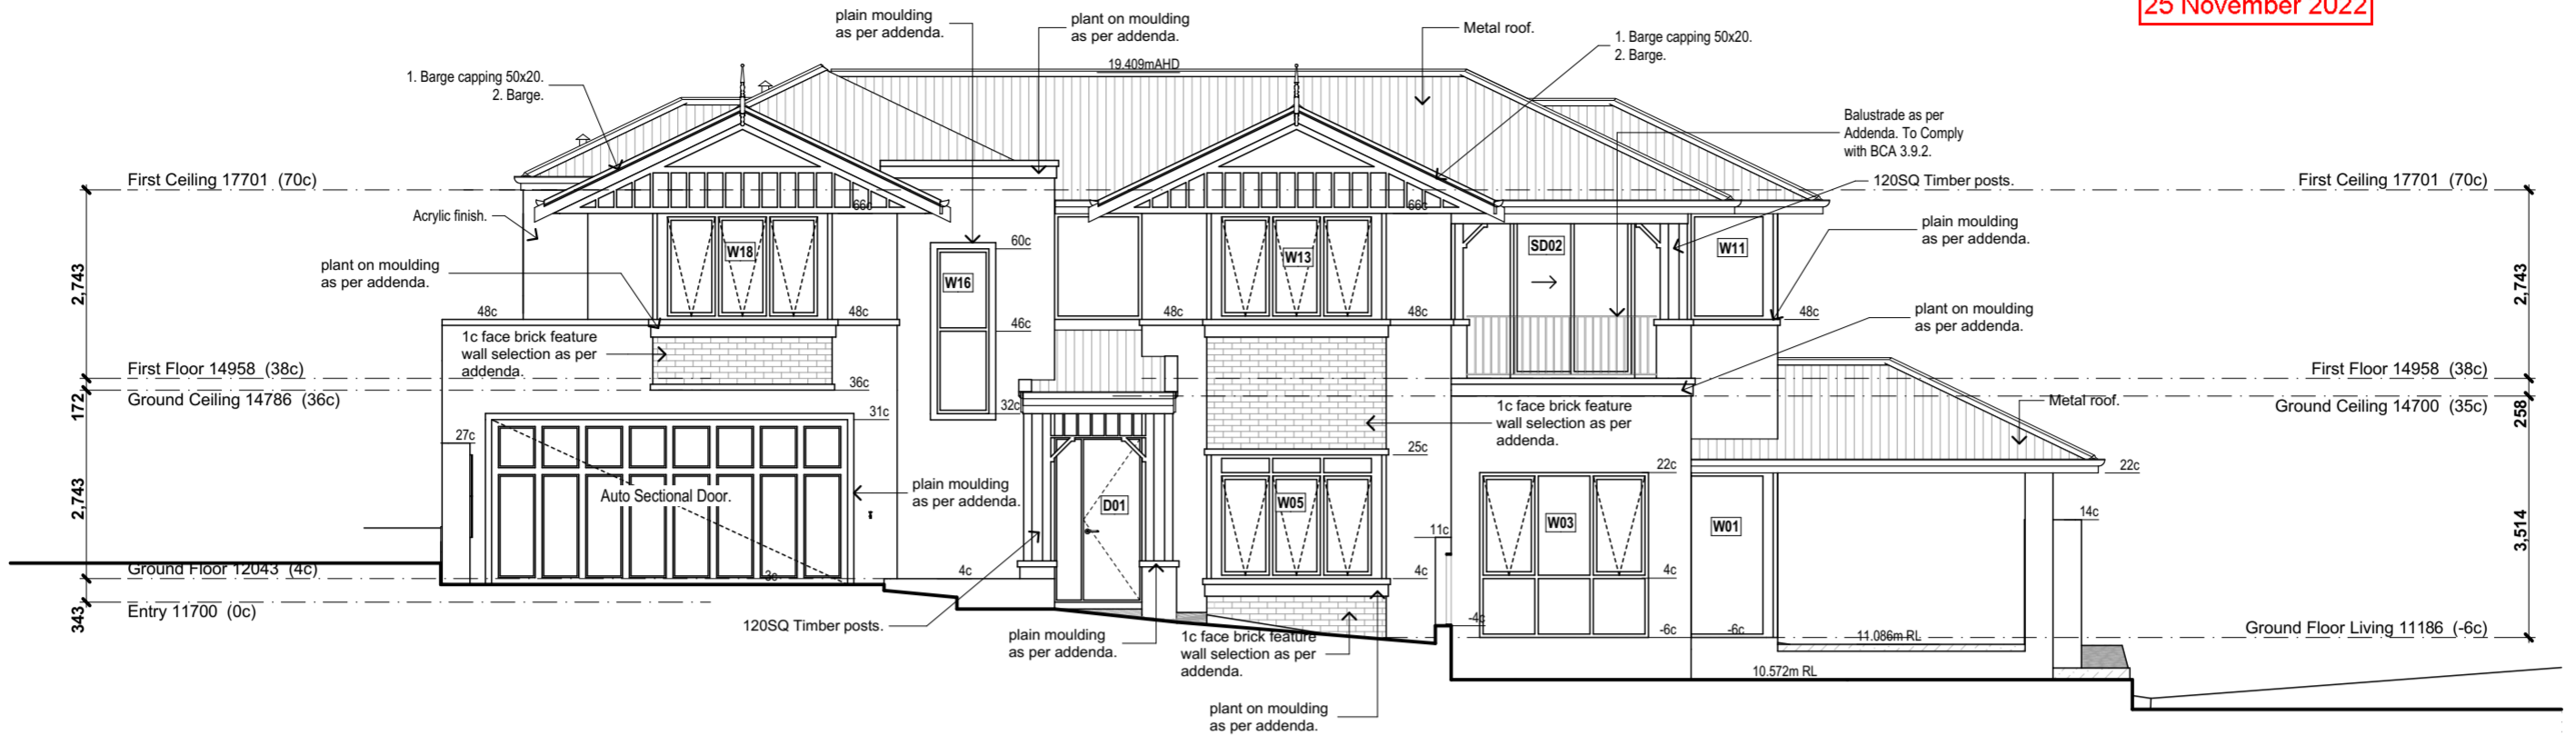 25 November 2022
plain moulding
as per addenda.
plant on moulding
as per addenda.
Metal roof.
1. Barge capping 50x20.
2. Barge.
19.409mAHD
1. Barge capping 50x20.
2. Barge.
Balustrade as per
Addenda. To Comply
with BCA 3.9.2.
First Ceiling 17701 (70c)
120SQ Timber posts.
First Ceiling 17701 (70c)
Acrylic finish.
66c
66c
plain moulding
as per addenda.
W18
60c
W13
SD02
W11
plant on moulding
as per addenda.
W16
2,743
2,743
48c
48c
48c
48c
48c
plant on moulding
as per addenda.
46c
1c face brick feature
wall selection as per
addenda.
First Floor 14958 (38c)
First Floor 14958 (38c)
36c
172
Ground Ceiling 14786 (36c)
31c
32c
1c face brick feature
wall selection as per
addenda.
Metal roof.
Ground Ceiling 14700 (35c)
258
27c
25c
22c
22c
Auto Sectional Door.
plain moulding
as per addenda.
D01
W05
W03
W01
14c
2,743
3,514
11c
Ground Floor 12043 (4c)
3c
4c
4c
4c
Entry 11700 (0c)
343
120SQ Timber posts.
-4c
plain moulding
as per addenda.
1c face brick feature
wall selection as per
addenda.
-6c
-6c
11.086m RL
Ground Floor Living 11186 (-6c)
10.572m RL
plant on moulding
as per addenda.